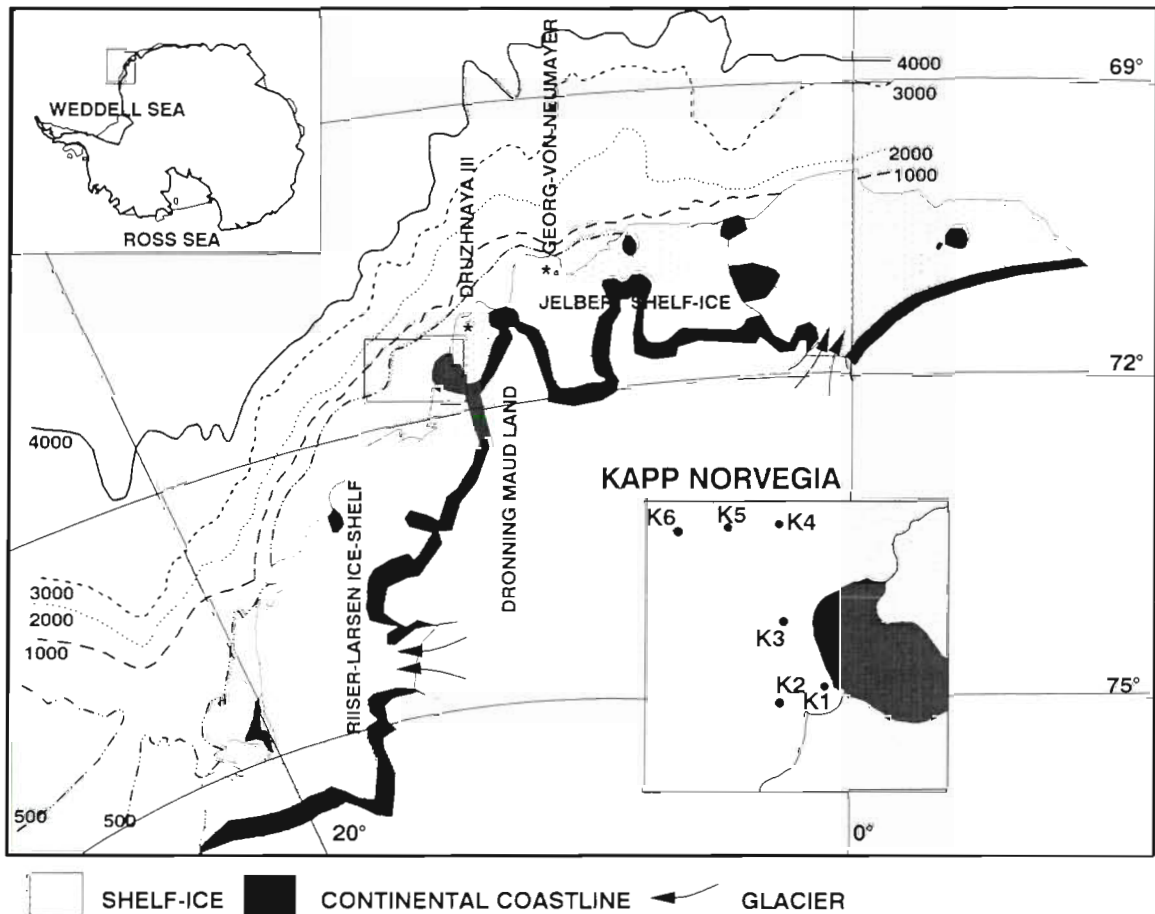 WEDDELL SEA
ROSS SEA
DRUZHNAYA III
*
GEORG-VON-NEUMAYER
*
4000
69°
3000
2000
1000
JELBER SHELF-ICE
72°
4000
DRONNING MAUD LAND
RIISER-LARSEN ICE-SHELF
KAPP NORVEGIA
K6
K5
K4
K3
K2
K1
3000
2000
1000
75°
500
500
20°
0°
SHELF-ICE CONTINENTAL COASTLINE GLACIER